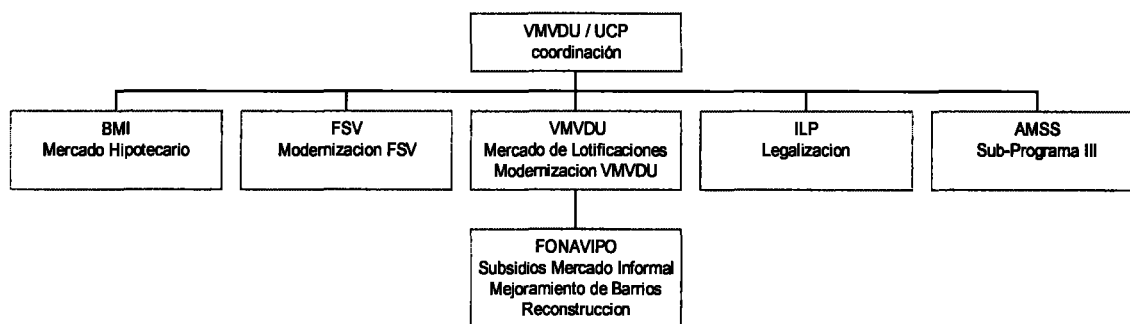 VMVDU / UCP
coordinación
BMI
Mercado Hipotecario
FSV
Modernizacion FSV
VMVDU
Mercado de Lotificaciones
Modernizacion VMVDU
ILP
Legalizacion
AMSS
Sub-Programa III
FONAVIPO
Subsidios Mercado Informal
Mejoramiento de Barrios
Reconstruccion